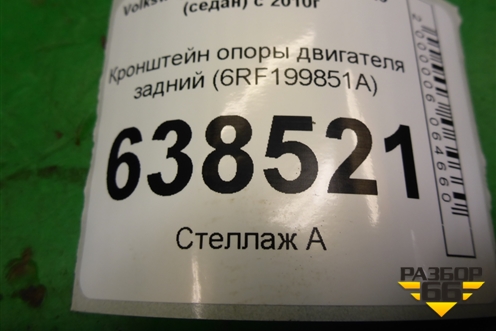 (седан) с 2010г
Кронштейн опоры двигателя
задний (6RF199851A)
638521
Стеллаж А
2000006064660
РАЗБОР
66